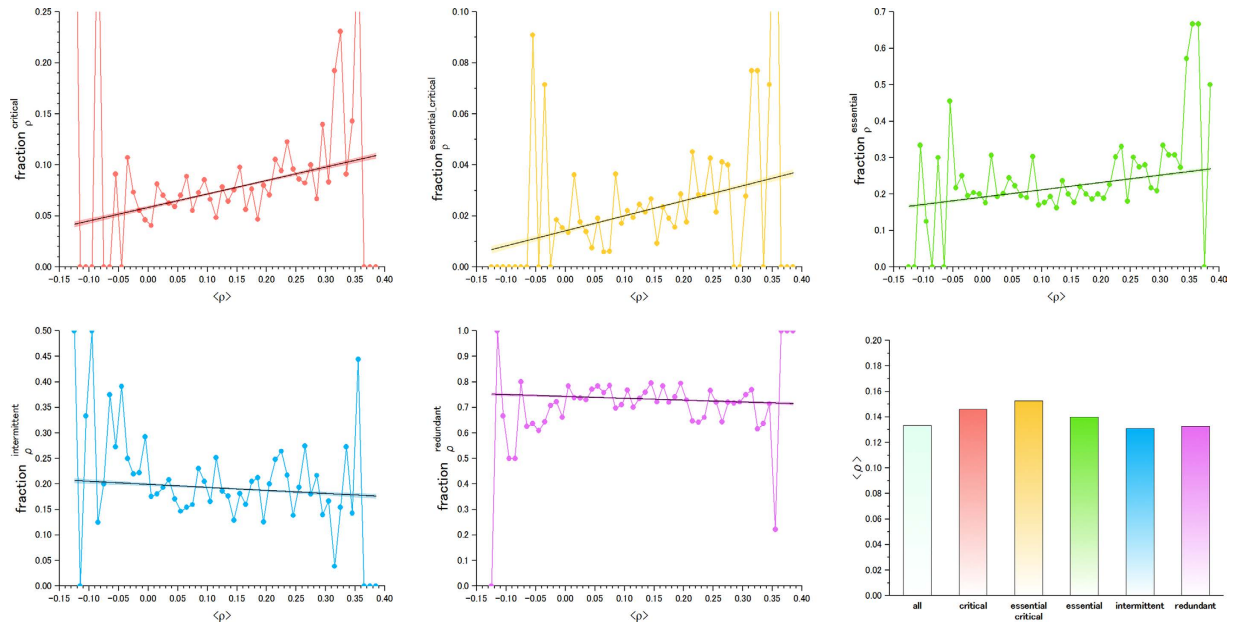 fraction ρ critical
0.25
0.20
0.15
0.10
0.05
0.00
−0.15 −0.10 −0.05 0.00 0.05 0.10 0.15 0.20 0.25 0.30 0.35 0.40
<ρ>
fraction ρ essential_critical
0.10
0.08
0.06
0.04
0.02
0.00
−0.15 −0.10 −0.05 0.00 0.05 0.10 0.15 0.20 0.25 0.30 0.35 0.40
<ρ>
fraction ρ essential
0.7
0.6
0.5
0.4
0.3
0.2
0.1
0.0
−0.15 −0.10 −0.05 0.00 0.05 0.10 0.15 0.20 0.25 0.30 0.35 0.40
<ρ>
fraction ρ intermittent
0.50
0.45
0.40
0.35
0.30
0.25
0.20
0.15
0.10
0.05
0.00
−0.15 −0.10 −0.05 0.00 0.05 0.10 0.15 0.20 0.25 0.30 0.35 0.40
<ρ>
fraction ρ redundant
1.0
0.9
0.8
0.7
0.6
0.5
0.4
0.3
0.2
0.1
0.0
−0.15 −0.10 −0.05 0.00 0.05 0.10 0.15 0.20 0.25 0.30 0.35 0.40
<ρ>
<ρ>
0.20
0.18
0.16
0.14
0.12
0.10
0.08
0.06
0.04
0.02
0.00
all critical essential essential intermittent redundant
critical